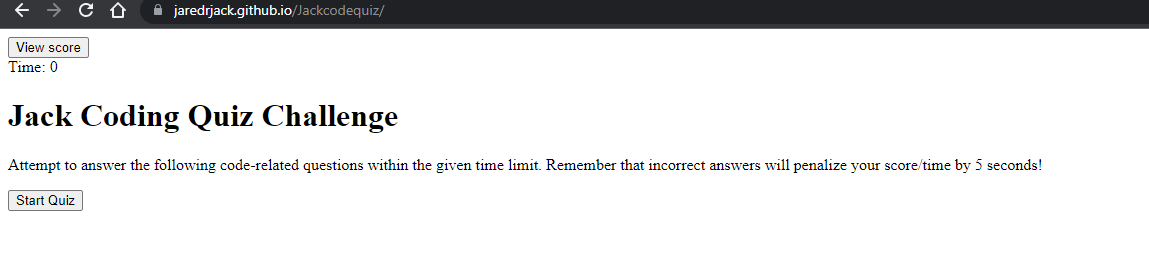 jaredrjack.github.io/Jackcodequiz/
View score
Time: 0
Jack Coding Quiz Challenge
Attempt to answer the following code-related questions within the given time limit. Remember that incorrect answers will penalize your score/time by 5 seconds!
Start Quiz